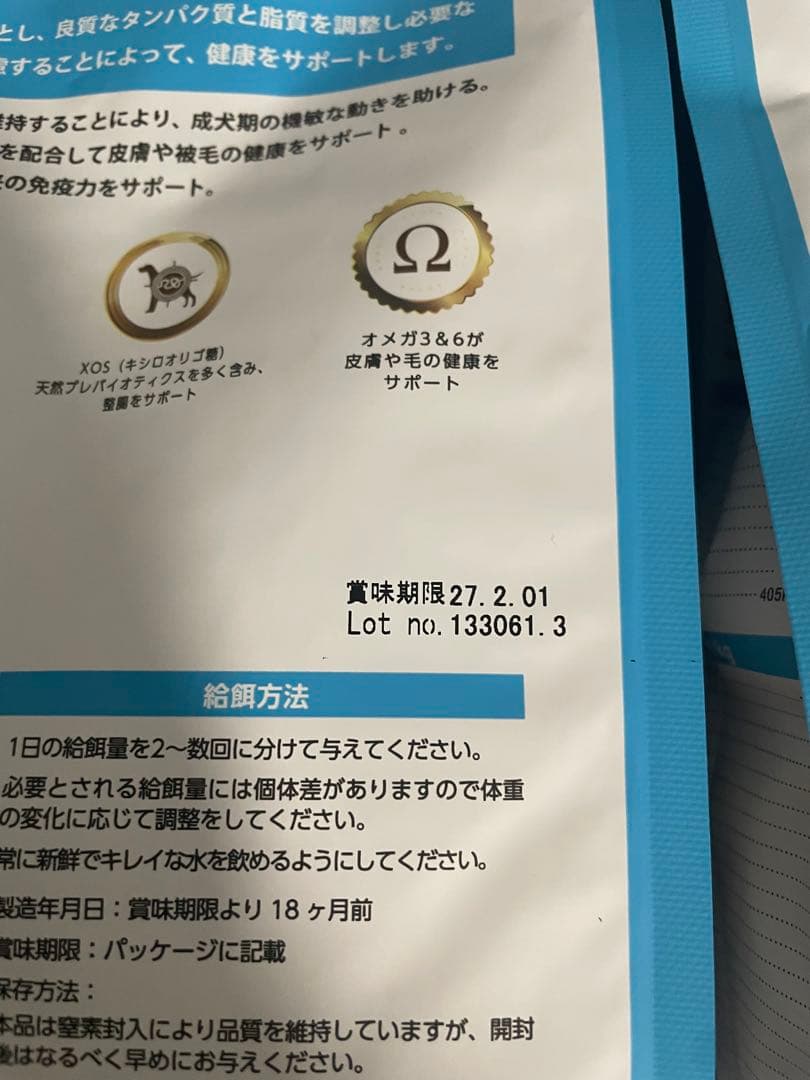 とし、良質なタンパク質と脂質を調整し必要な
することによって、健康をサポートします。
持することにより、成犬期の機敏な動きを助ける。
を配合して皮膚や被毛の健康をサポート。
の免疫力をサポート。
Ω
XOS（キシロオリゴ糖）
天然プレバイオティクスを多く含み、
整腸をサポート
オメガ3＆6が
皮膚や毛の健康を
サポート
賞味期限27.2.01
Lot no.133061.3
405
給餌方法
1日の給餌量を2〜数回に分けて与えてください。
必要とされる給餌量には個体差がありますので体重
の変化に応じて調整をしてください。
常に新鮮でキレイな水を飲めるようにしてください。
製造年月日：賞味期限より18ヶ月前
賞味期限：パッケージに記載
保存方法：
本品は窒素封入により品質を維持していますが、開封
後はなるべく早めにお与えください。